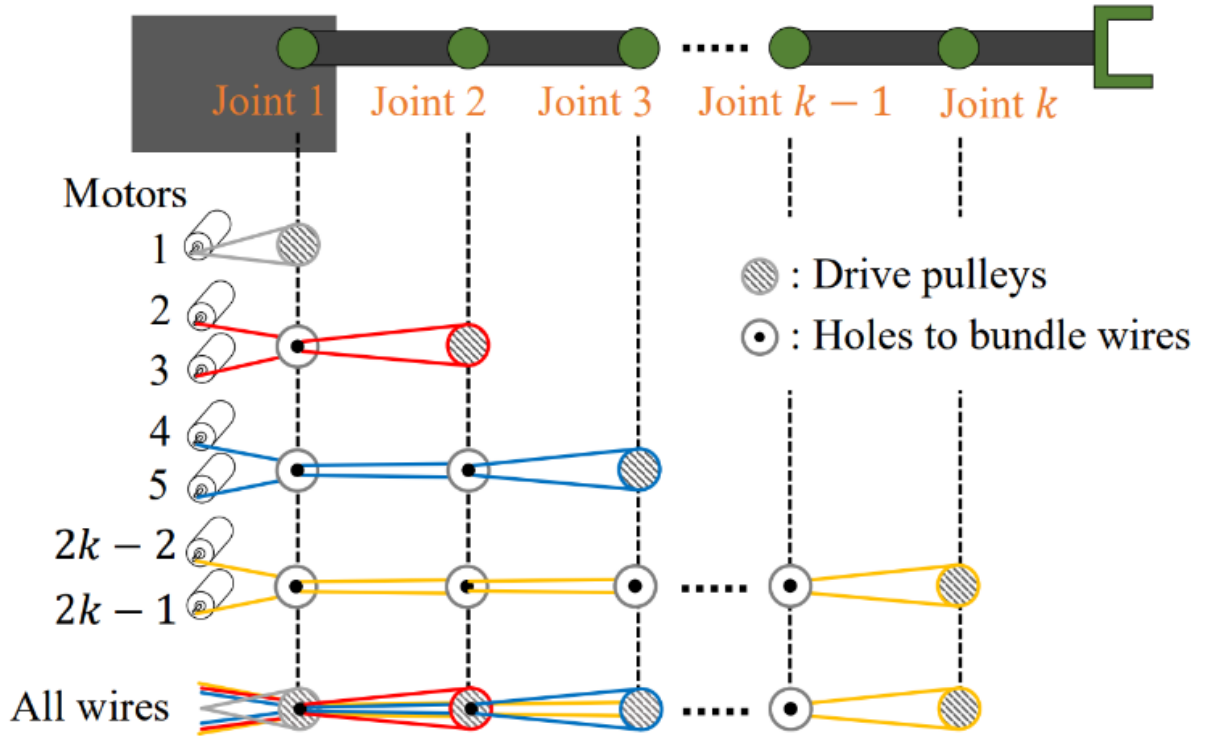 Joint 1 Joint 2 Joint 3 Joint k − 1 Joint k
Motors
1
2
3
4
5
2k − 2
2k − 1
All wires
: Drive pulleys
: Holes to bundle wires